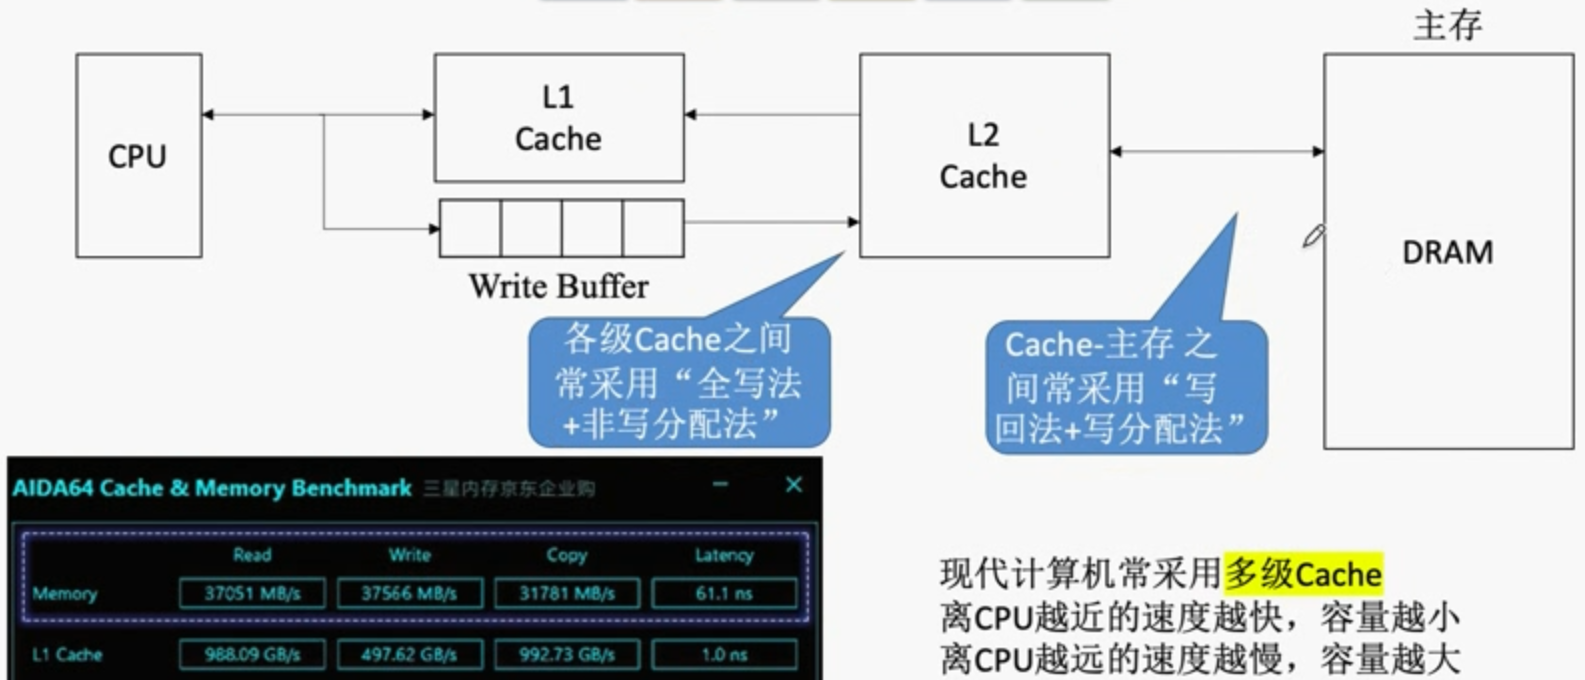 主存
CPU
L1
Cache
L2
Cache
DRAM
Write Buffer
各级Cache之间
常采用“全写法
+非写分配法”
Cache-主存 之
间常采用“写
回法+写分配法”
AIDA64 Cache & Memory Benchmark 三星内存京东企业购
Read Write Copy Latency
Memory 37051 MB/s 37566 MB/s 31781 MB/s 61.1 ns
L1 Cache 988.09 GB/s 497.62 GB/s 992.73 GB/s 1.0 ns
现代计算机常采用多级Cache
离CPU越近的速度越快，容量越小
离CPU越远的速度越慢，容量越大